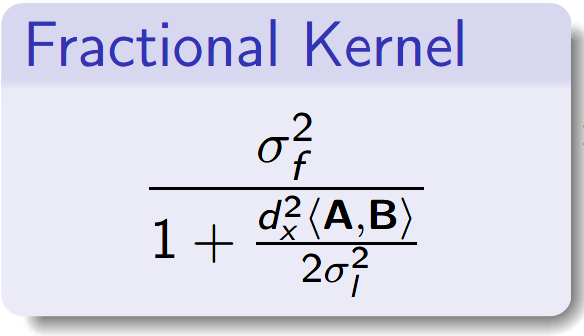 Fractional Kernel
σ_f^2
1 + d_x^2⟨A,B⟩
2σ_l^2